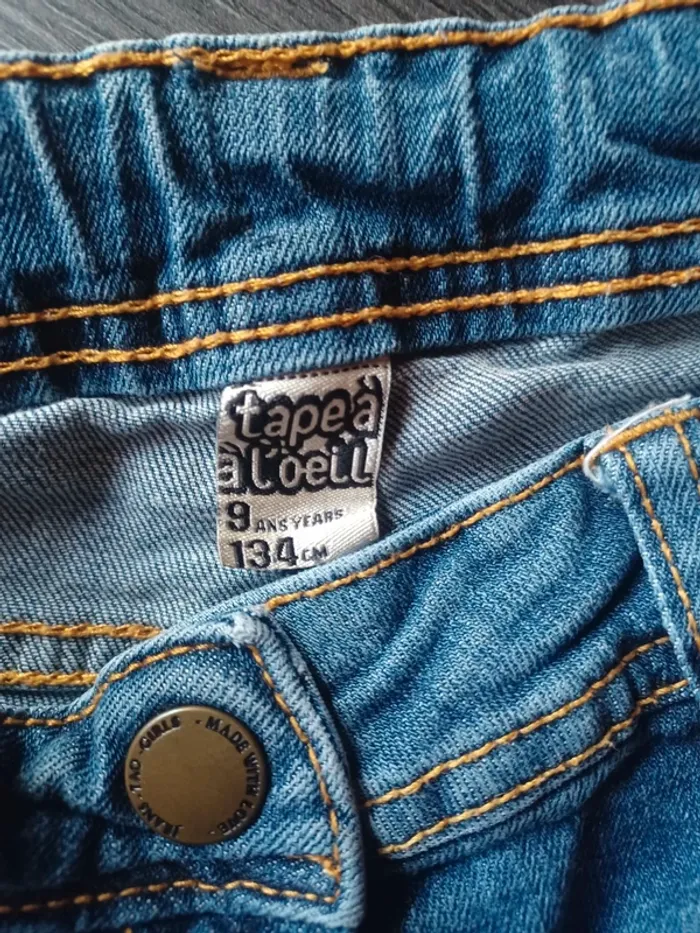 tape à
à l'oeil
9 ANS YEARS
134 CM
JEANS · TAO · GIRLS · MADE WITH LOVE ·